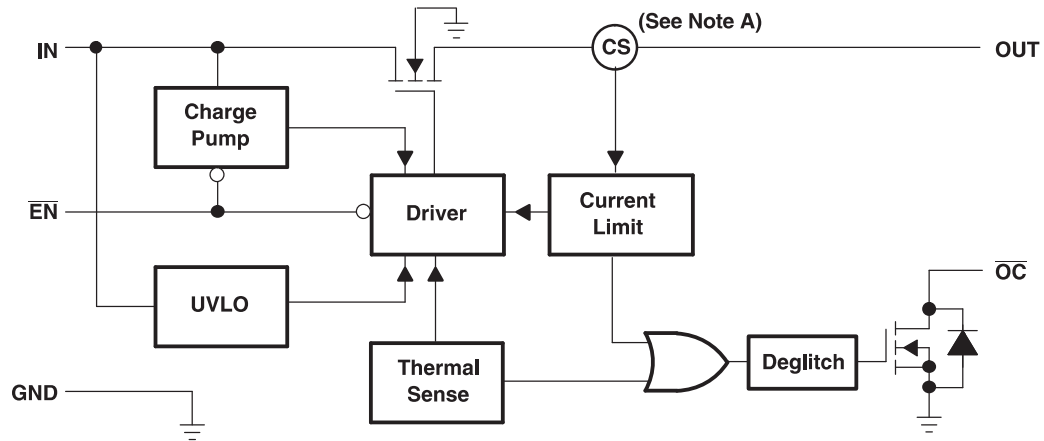 (See Note A)
IN
CS
OUT
Charge
Pump
EN
Driver
Current
Limit
OC
UVLO
Thermal
Sense
Deglitch
GND